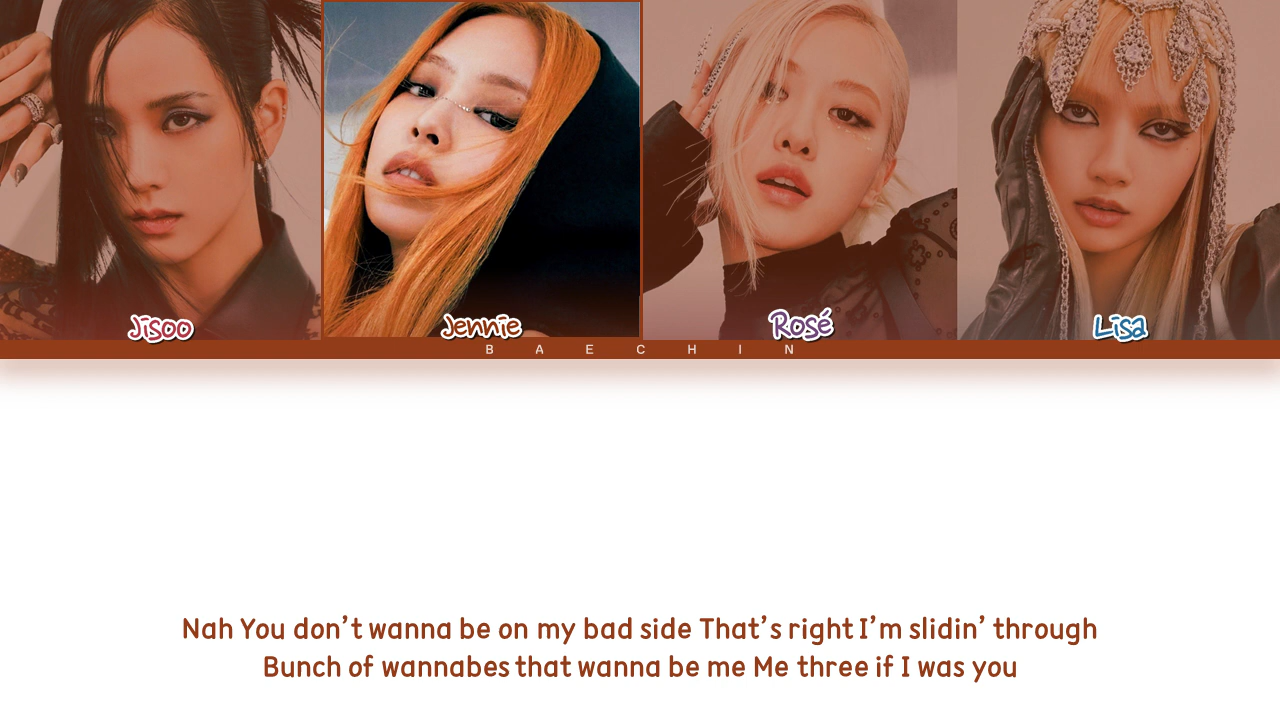 Jisoo
Jennie
Rosé
Lisa
BAECHIN
Nah You don't wanna be on my bad side That's right I'm slidin' through
Bunch of wannabes that wanna be me Me three if I was you